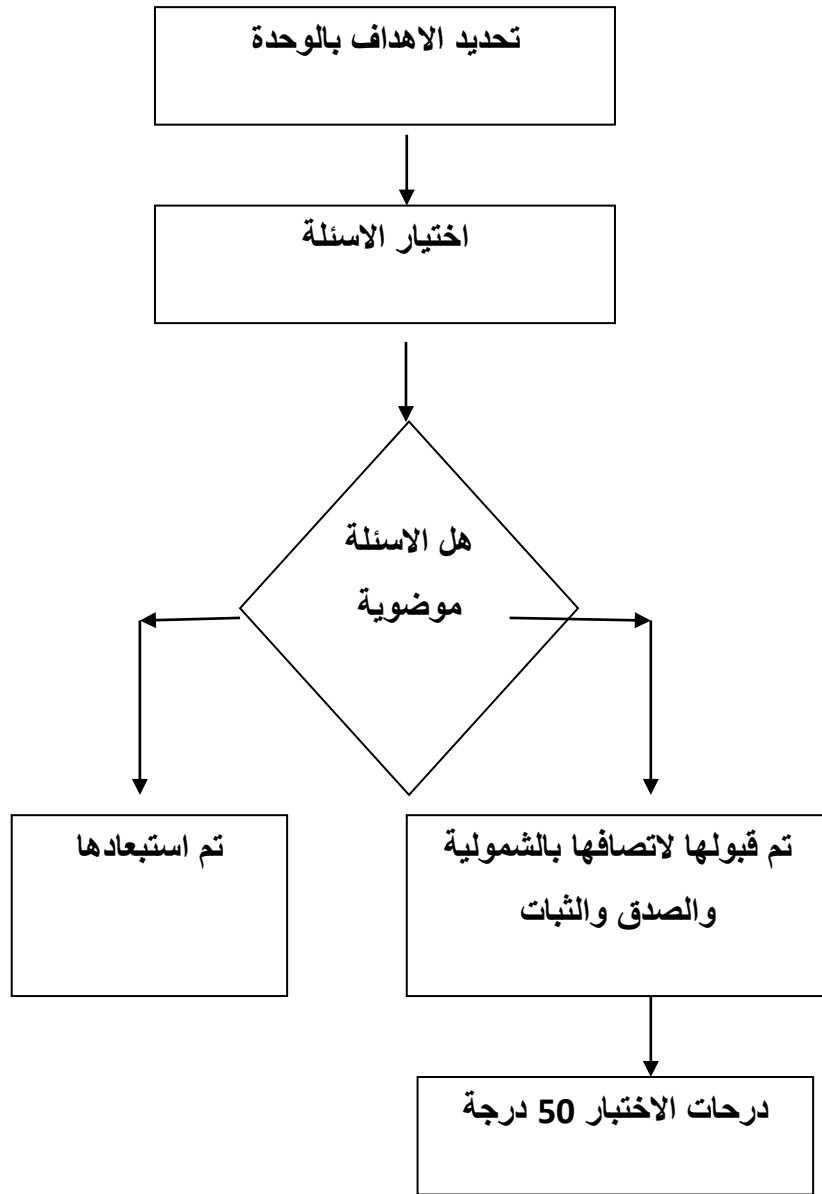 تحديد الاهداف بالوحدة
اختيار الاسئلة
هل الاسئلة
موضوية
تم قبولها لاتصافها بالشمولية
والصدق والثبات
تم استبعادها
درحات الاختبار 50 درجة